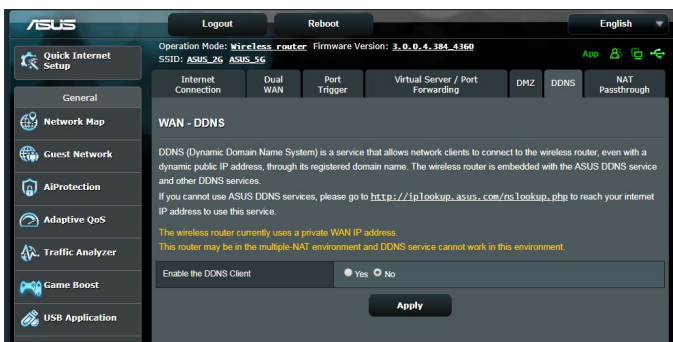 ASUS
Logout
Reboot
English
Quick Internet
Setup
General
Network Map
Guest Network
AiProtection
Adaptive QoS
Traffic Analyzer
Game Boost
USB Application
Operation Mode: Wireless router Firmware Version: 3.0.0.4.384_4360
SSID: ASUS_2G ASUS_5G
App
Internet
Connection
Dual
WAN
Port
Trigger
Virtual Server / Port
Forwarding
DMZ
DDNS
NAT
Passthrough
WAN - DDNS
DDNS (Dynamic Domain Name System) is a service that allows network clients to connect to the wireless router, even with a
dynamic public IP address, through its registered domain name. The wireless router is embedded with the ASUS DDNS service
and other DDNS services.
If you cannot use ASUS DDNS services, please go to http://iplookup.asus.com/nslookup.php to reach your internet
IP address to use this service.
The wireless router currently uses a private WAN IP address.
This router may be in the multiple-NAT environment and DDNS service cannot work in this environment.
Enable the DDNS Client
Yes No
Apply